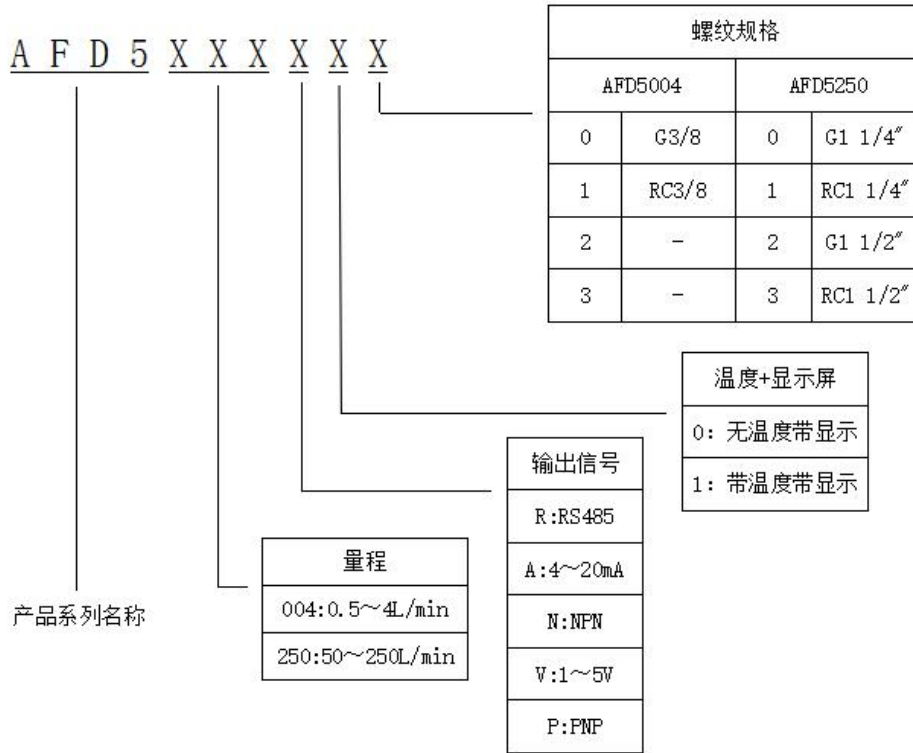 AFD5XXXXXX
螺纹规格
AFD5004 AFD5250
0 G3/8 0 G1 1/4″
1 RC3/8 1 RC1 1/4″
2 - 2 G1 1/2″
3 - 3 RC1 1/2″
温度+显示屏
0: 无温度带显示
1: 带温度带显示
输出信号
R:RS485
A:4～20mA
N:NPN
V:1～5V
P:PNP
量程
004:0.5～4L/min
250:50～250L/min
产品系列名称